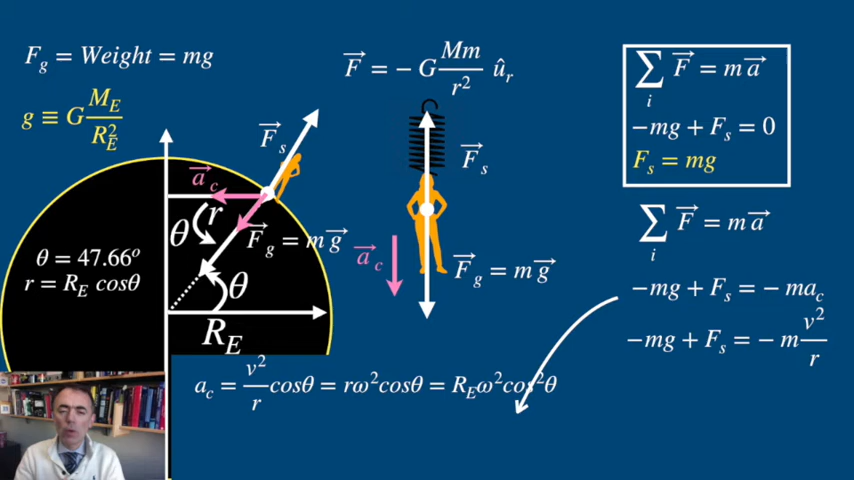 F_g = Weight = mg
g ≡ G M_E / R_E^2
F⃗ = − G Mm / r^2 û_r
F⃗_s
a⃗_c
r
θ
F⃗_g = mg⃗
θ = 47.66°
r = R_E cosθ
θ
R_E
F⃗_s
a⃗_c
F⃗_g = mg⃗
∑_i F⃗ = ma⃗
−mg + F_s = 0
F_s = mg
∑_i F⃗ = ma⃗
−mg + F_s = − ma_c
−mg + F_s = − m v^2 / r
a_c = v^2 / r cosθ = rω^2cosθ = R_Eω^2cos^2θ